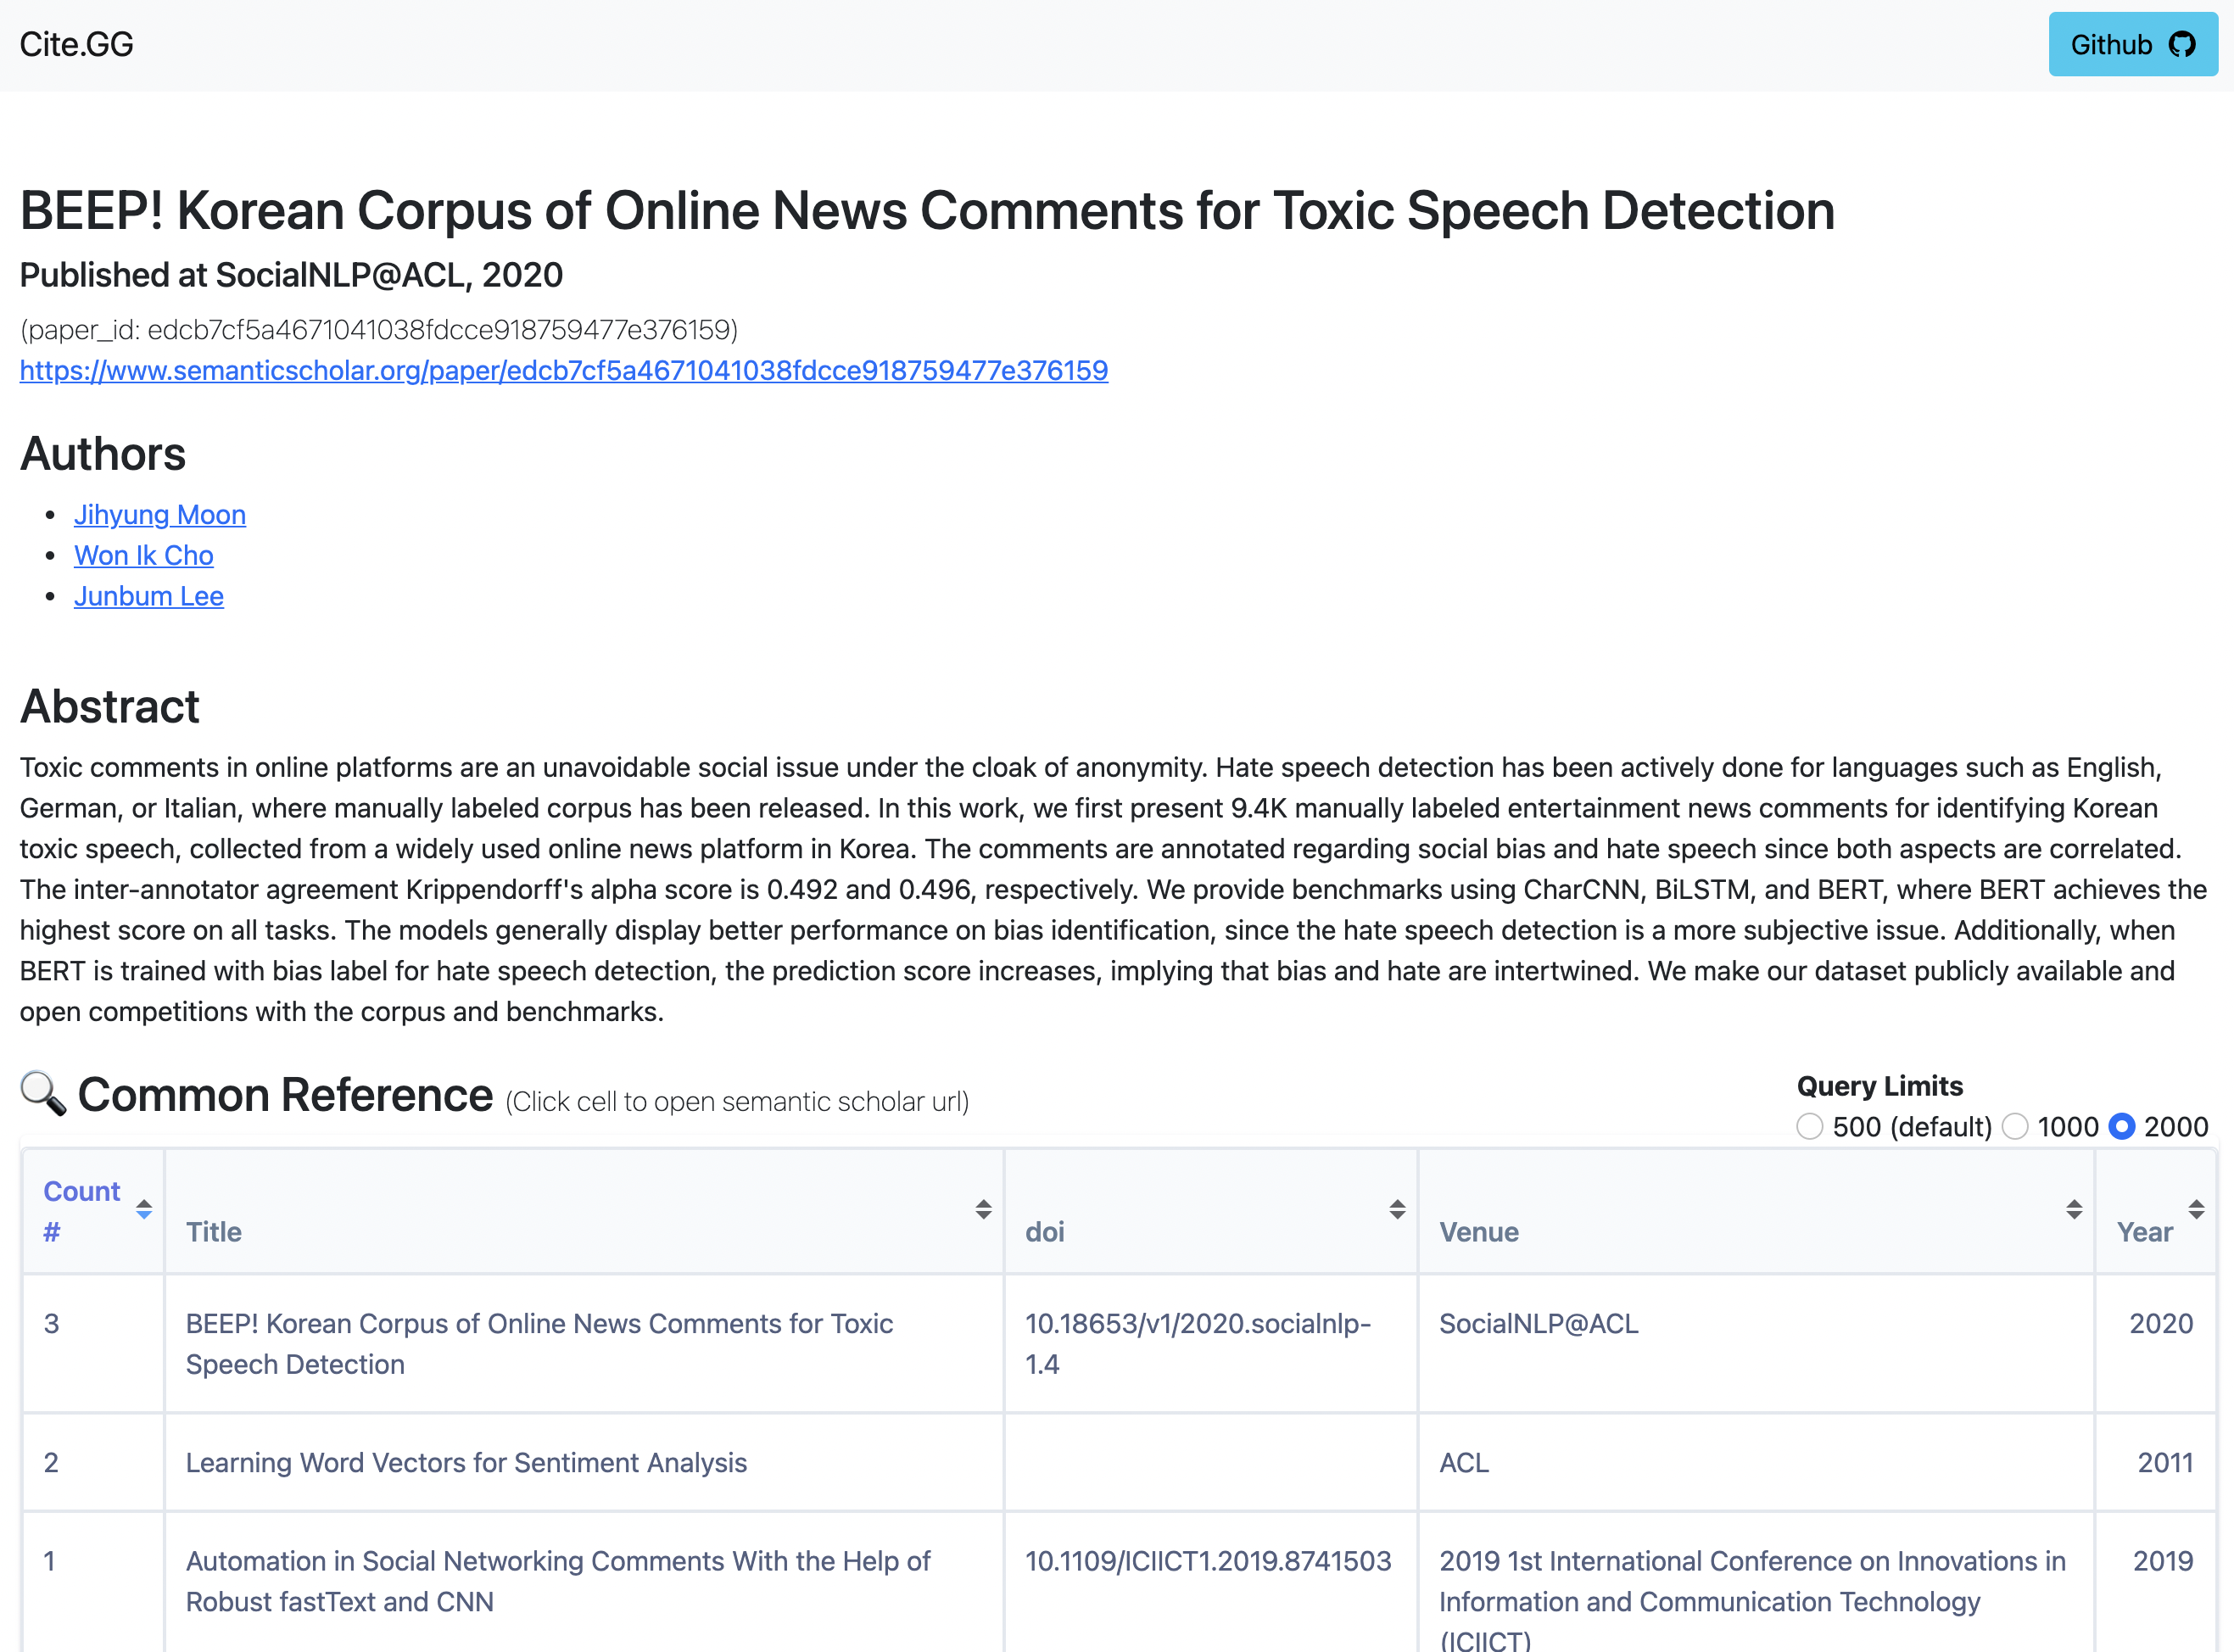 Cite.GG
Github
BEEP! Korean Corpus of Online News Comments for Toxic Speech Detection
Published at SocialNLP@ACL, 2020
(paper_id: edcb7cf5a4671041038fdcce918759477e376159)
https://www.semanticscholar.org/paper/edcb7cf5a4671041038fdcce918759477e376159
Authors
• Jihyung Moon
• Won Ik Cho
• Junbum Lee
Abstract
Toxic comments in online platforms are an unavoidable social issue under the cloak of anonymity. Hate speech detection has been actively done for languages such as English,
German, or Italian, where manually labeled corpus has been released. In this work, we first present 9.4K manually labeled entertainment news comments for identifying Korean
toxic speech, collected from a widely used online news platform in Korea. The comments are annotated regarding social bias and hate speech since both aspects are correlated.
The inter-annotator agreement Krippendorff's alpha score is 0.492 and 0.496, respectively. We provide benchmarks using CharCNN, BiLSTM, and BERT, where BERT achieves the
highest score on all tasks. The models generally display better performance on bias identification, since the hate speech detection is a more subjective issue. Additionally, when
BERT is trained with bias label for hate speech detection, the prediction score increases, implying that bias and hate are intertwined. We make our dataset publicly available and
open competitions with the corpus and benchmarks.
🔍 Common Reference (Click cell to open semantic scholar url)
Query Limits
500 (default) 1000 2000
Count
#
Title
doi
Venue
Year
3
BEEP! Korean Corpus of Online News Comments for Toxic
Speech Detection
10.18653/v1/2020.socialnlp-
1.4
SocialNLP@ACL
2020
2
Learning Word Vectors for Sentiment Analysis
ACL
2011
1
Automation in Social Networking Comments With the Help of
Robust fastText and CNN
10.1109/ICIICT1.2019.8741503
2019 1st International Conference on Innovations in
Information and Communication Technology
(ICIICT)
2019